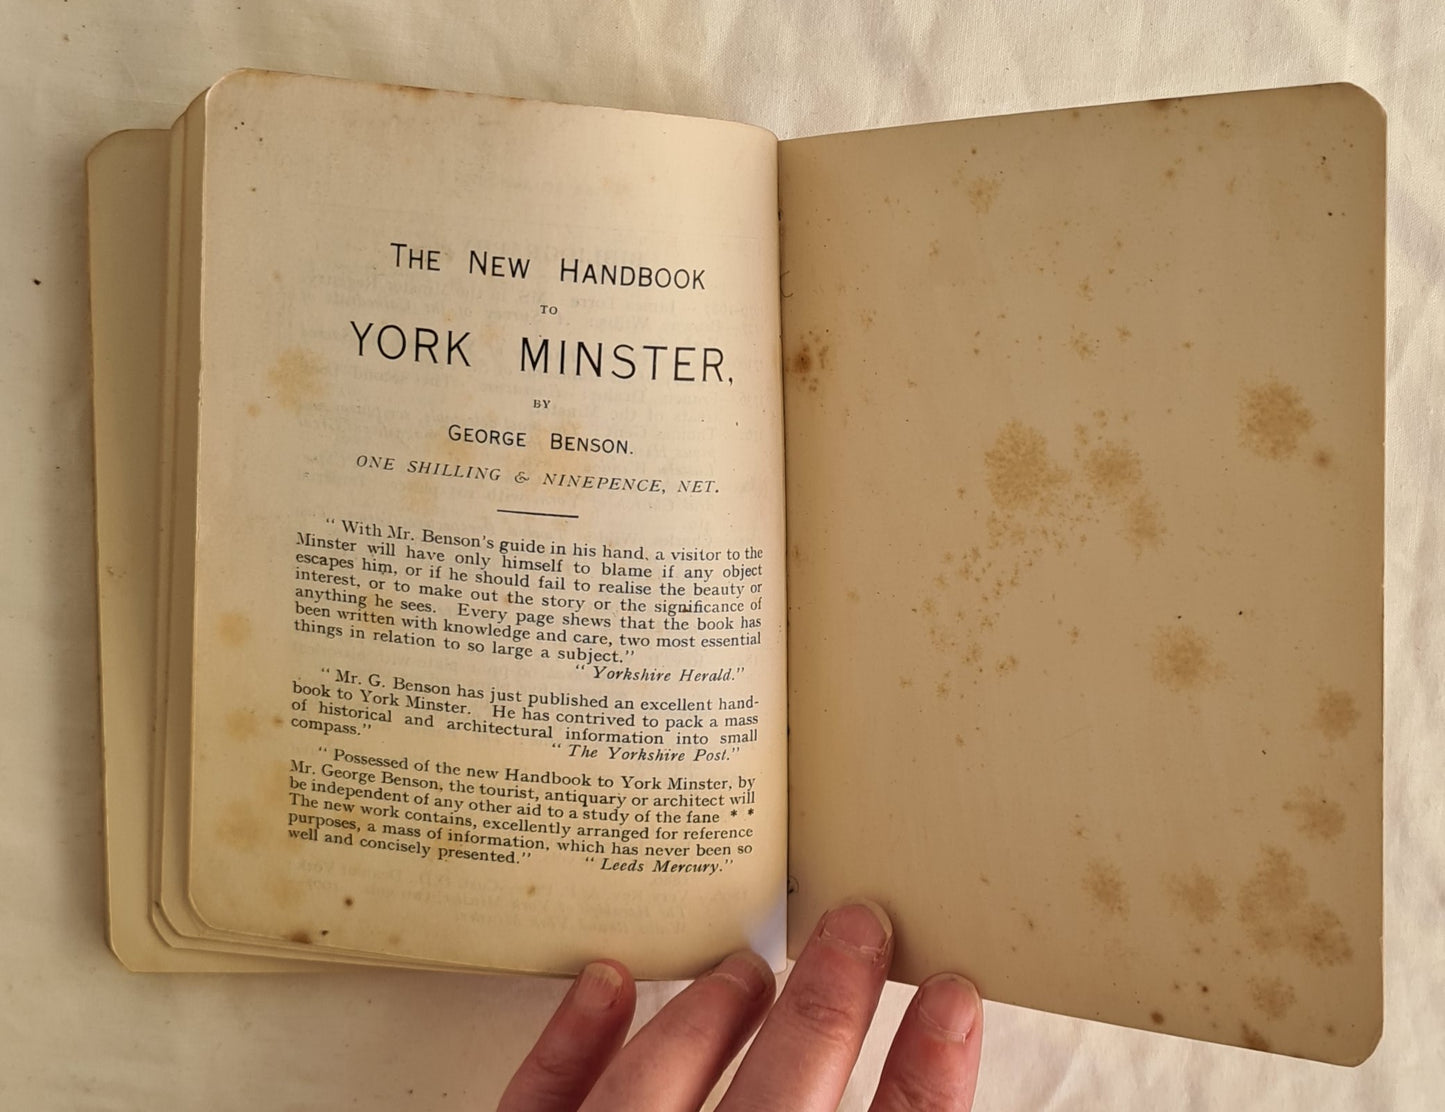 THE NEW HANDBOOK
TO
YORK MINSTER,
BY
GEORGE BENSON.
ONE SHILLING & NINEPENCE, NET.
"With Mr. Benson's guide in his hand, a visitor to the
Minster will have only himself to blame if any object
escapes him, or if he should fail to realise the beauty or
interest, or to make out the story or the significance of
anything he sees. Every page shews that the book has
been written with knowledge and care, two most essential
things in relation to so large a subject."
"Yorkshire Herald."
"Mr. G. Benson has just published an excellent hand-
book to York Minster. He has contrived to pack a mass
of historical and architectural information into small
compass."
"The Yorkshire Post."
"Possessed of the new Handbook to York Minster, by
Mr. George Benson, the tourist, antiquary or architect will
be independent of any other aid to a study of the fane * *
The new work contains, excellently arranged for reference
purposes, a mass of information, which has never been so
well and concisely presented."
"Leeds Mercury."